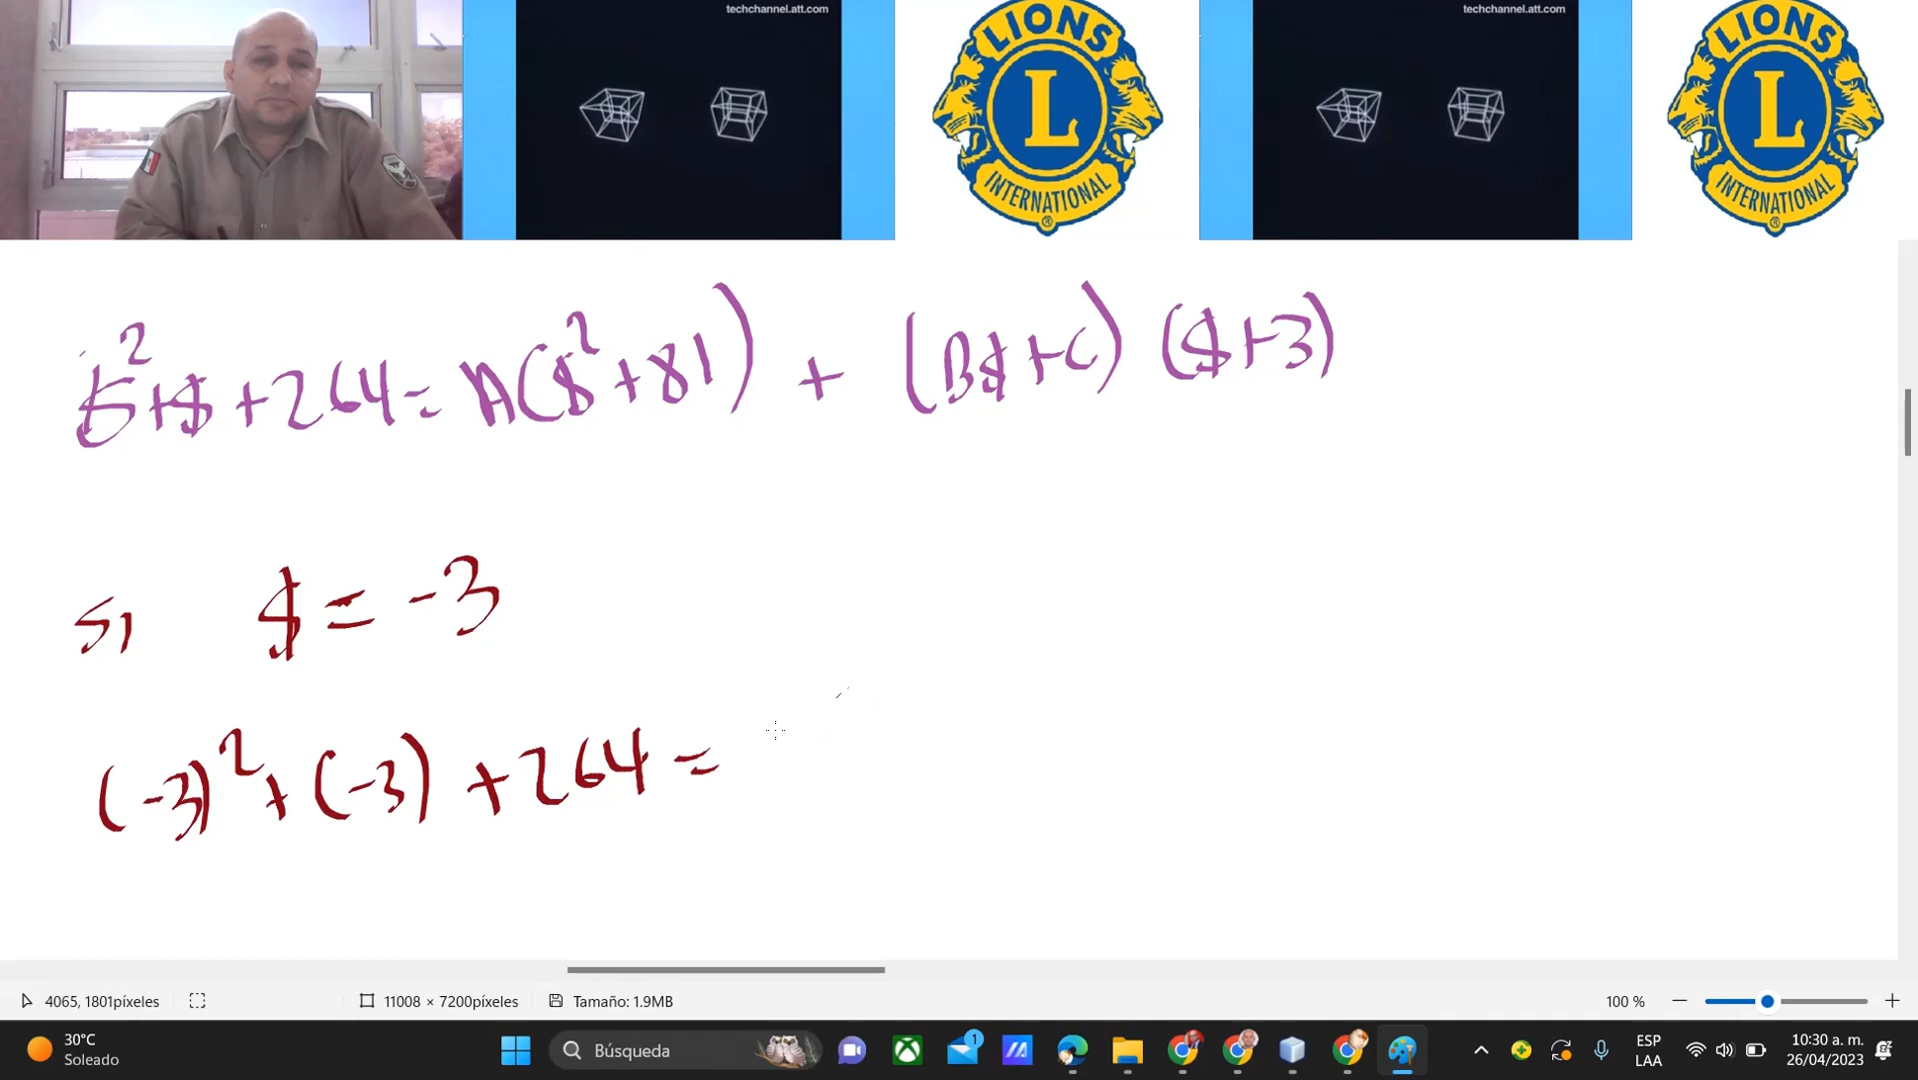 techchannel.att.com
techchannel.att.com
LIONS
L
INTERNATIONAL
®
LIONS
L
INTERNATIONAL
®
$² + $ + 264 = A($² + 81) + (B$ + C) ($ + 3)
Si $ = -3
(-3)² + (-3) + 264 =
4065, 1801píxeles
11008 × 7200píxeles
Tamaño: 1.9MB
100 %
30°C
Soleado
Búsqueda
1
ESP
LAA
10:30 a. m.
26/04/2023